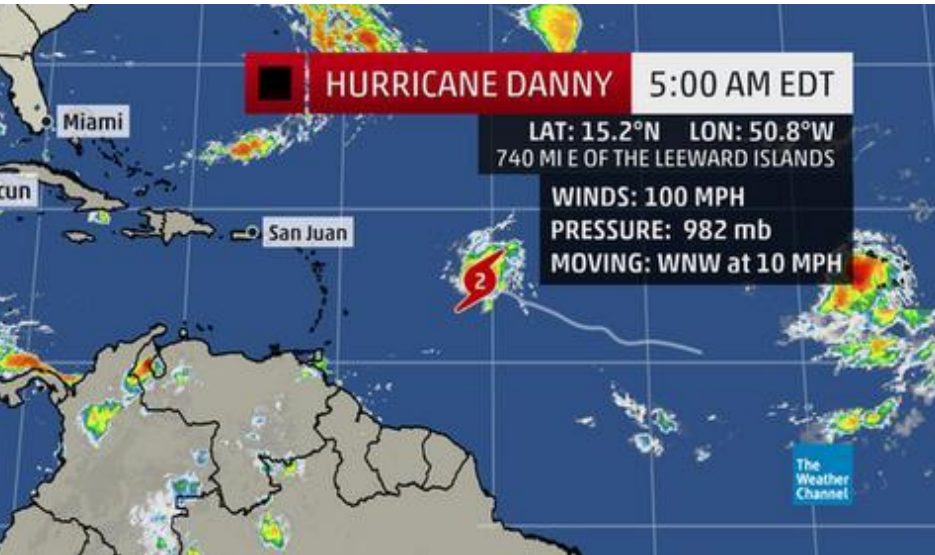 HURRICANE DANNY 5:00 AM EDT
LAT: 15.2°N LON: 50.8°W
740 MI E OF THE LEEWARD ISLANDS
WINDS: 100 MPH
PRESSURE: 982 mb
MOVING: WNW at 10 MPH
Miami
cun
San Juan
2
The
Weather
Channel